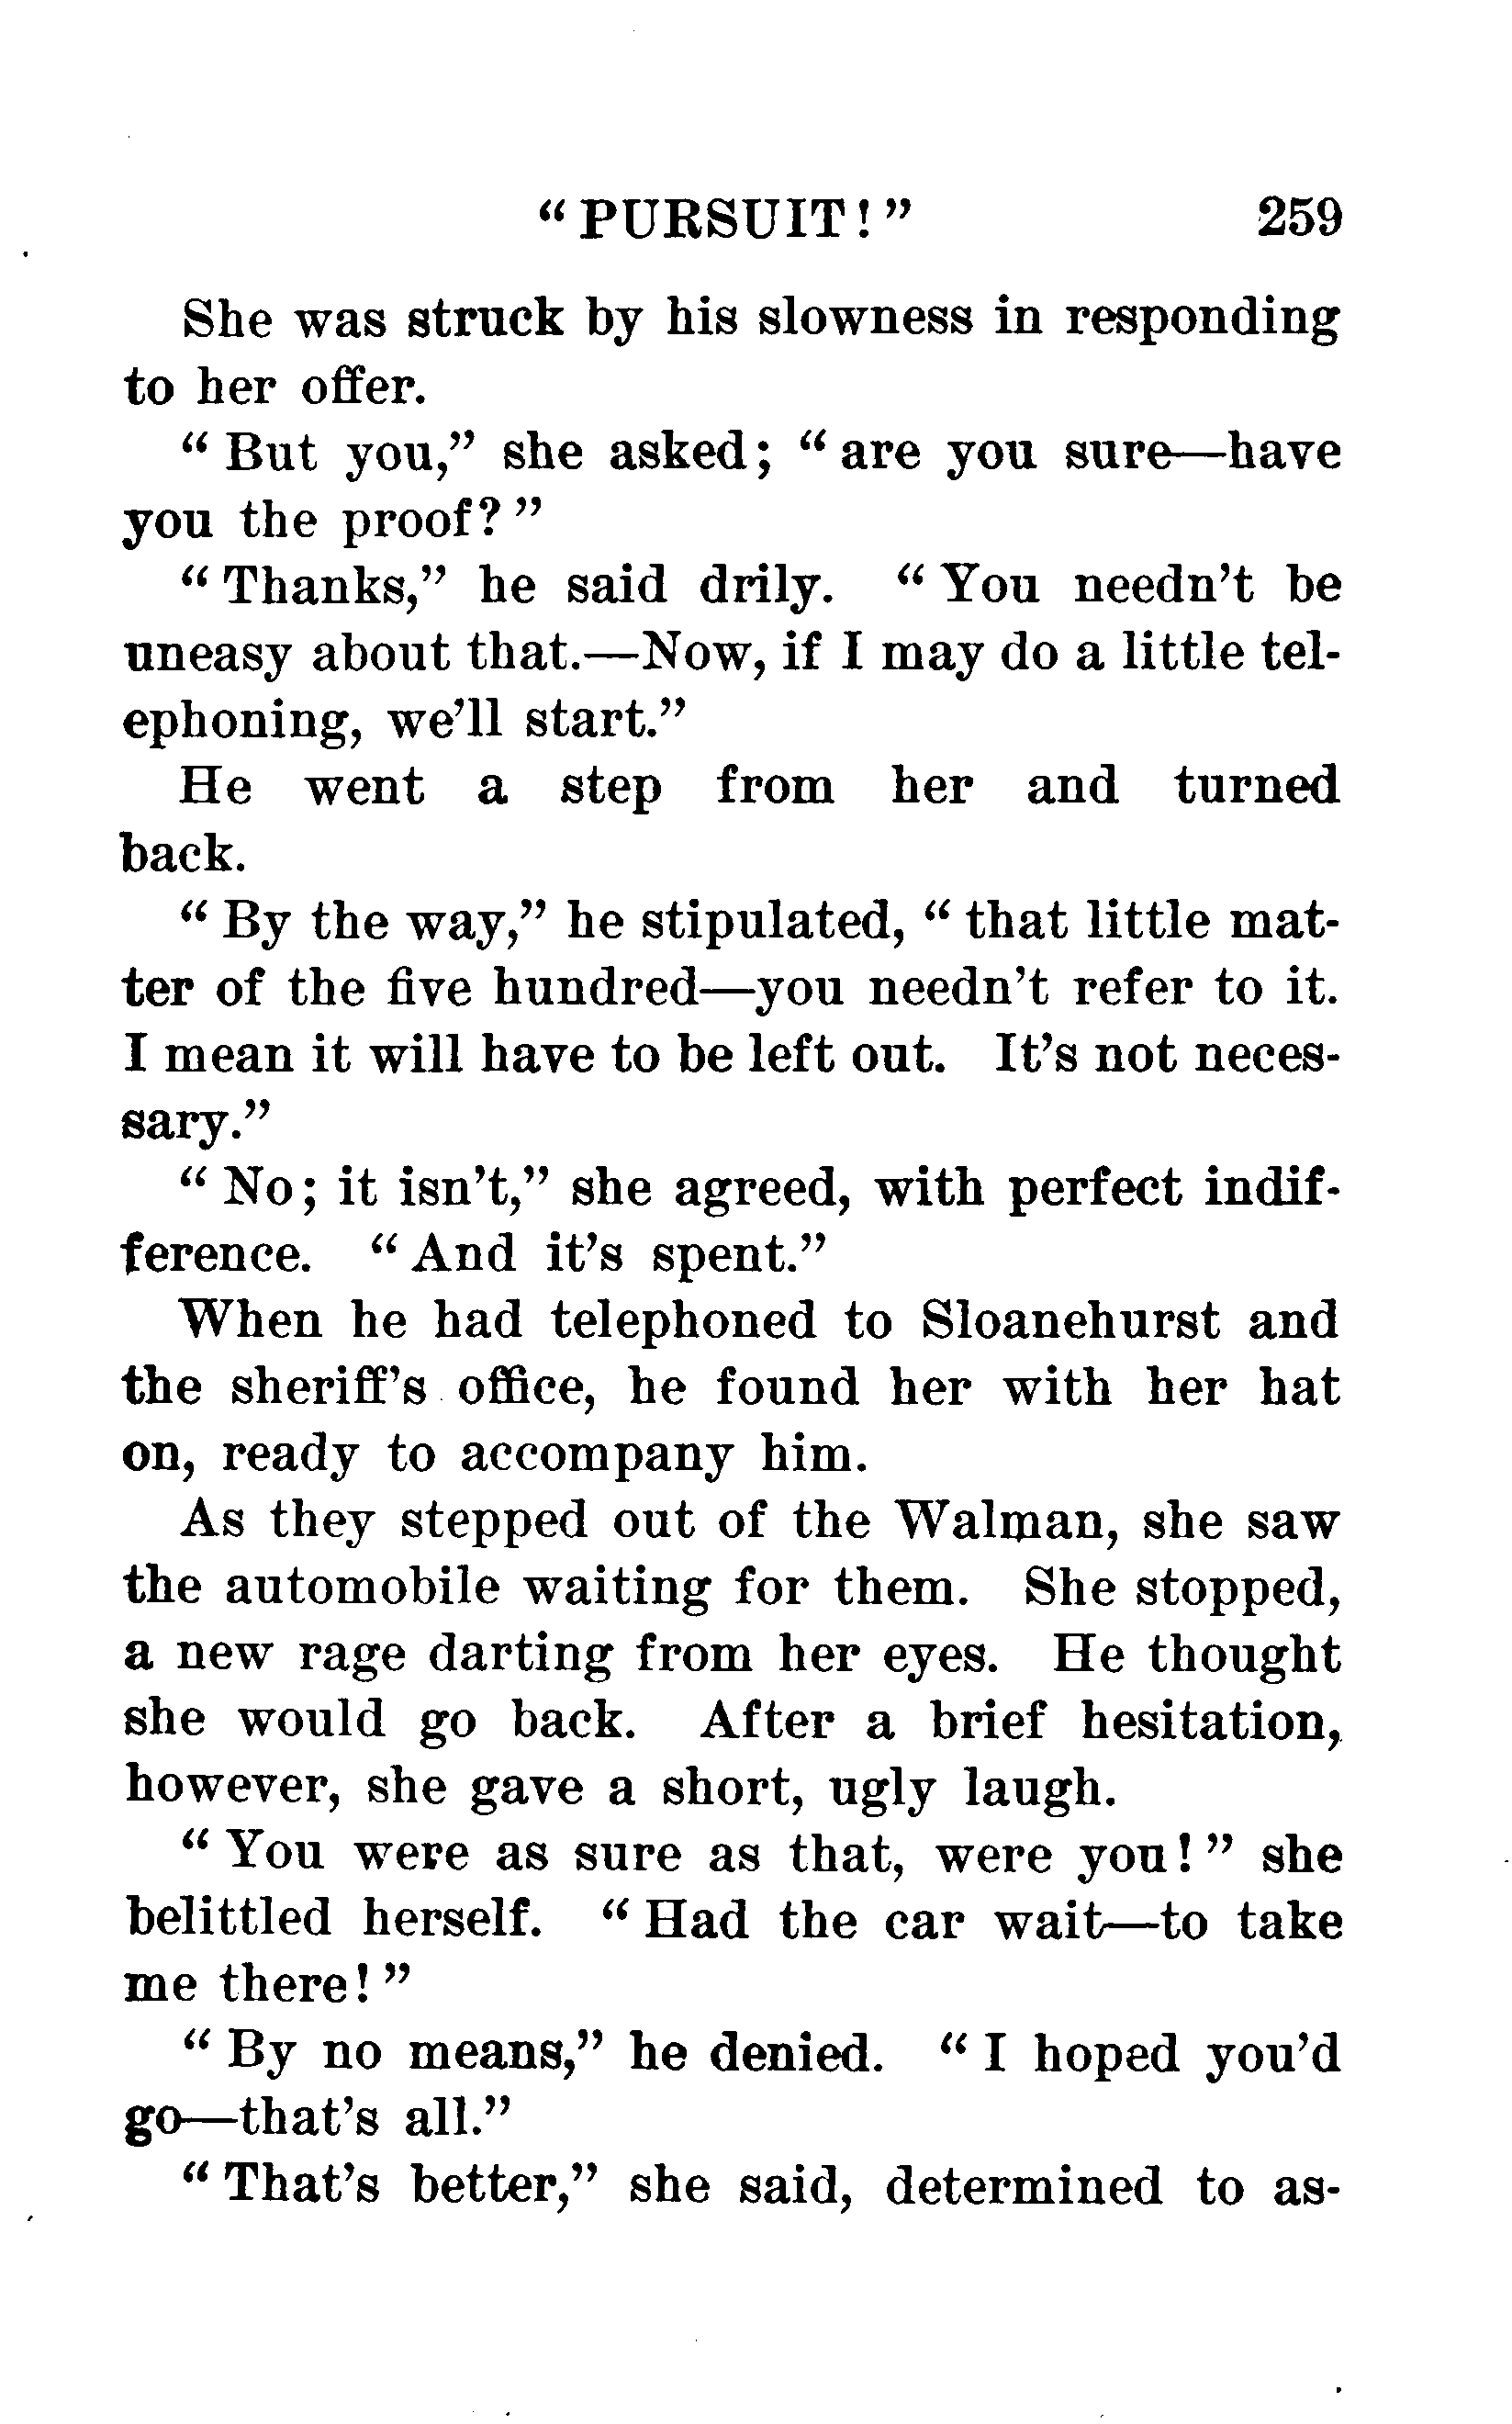 “ PURSUIT! ” 259
She was struck by his slowness in responding
to her offer.
“ But you,” she asked; “ are you sure—have
you the proof? ”
“ Thanks,” he said drily. “ You needn’t be
uneasy about that.—Now, if I may do a little tel-
ephoning, we’ll start.”
He went a step from her and turned
back.
“ By the way,” he stipulated, “ that little mat-
ter of the five hundred—you needn’t refer to it.
I mean it will have to be left out. It’s not neces-
sary.”
“ No; it isn’t,” she agreed, with perfect indif-
ference. “ And it’s spent.”
When he had telephoned to Sloanehurst and
the sheriff’s office, he found her with her hat
on, ready to accompany him.
As they stepped out of the Walman, she saw
the automobile waiting for them. She stopped,
a new rage darting from her eyes. He thought
she would go back. After a brief hesitation,
however, she gave a short, ugly laugh.
“ You were as sure as that, were you! ” she
belittled herself. “ Had the car wait—to take
me there! ”
“ By no means,” he denied. “ I hoped you’d
go—that’s all.”
“ That’s better,” she said, determined to as-